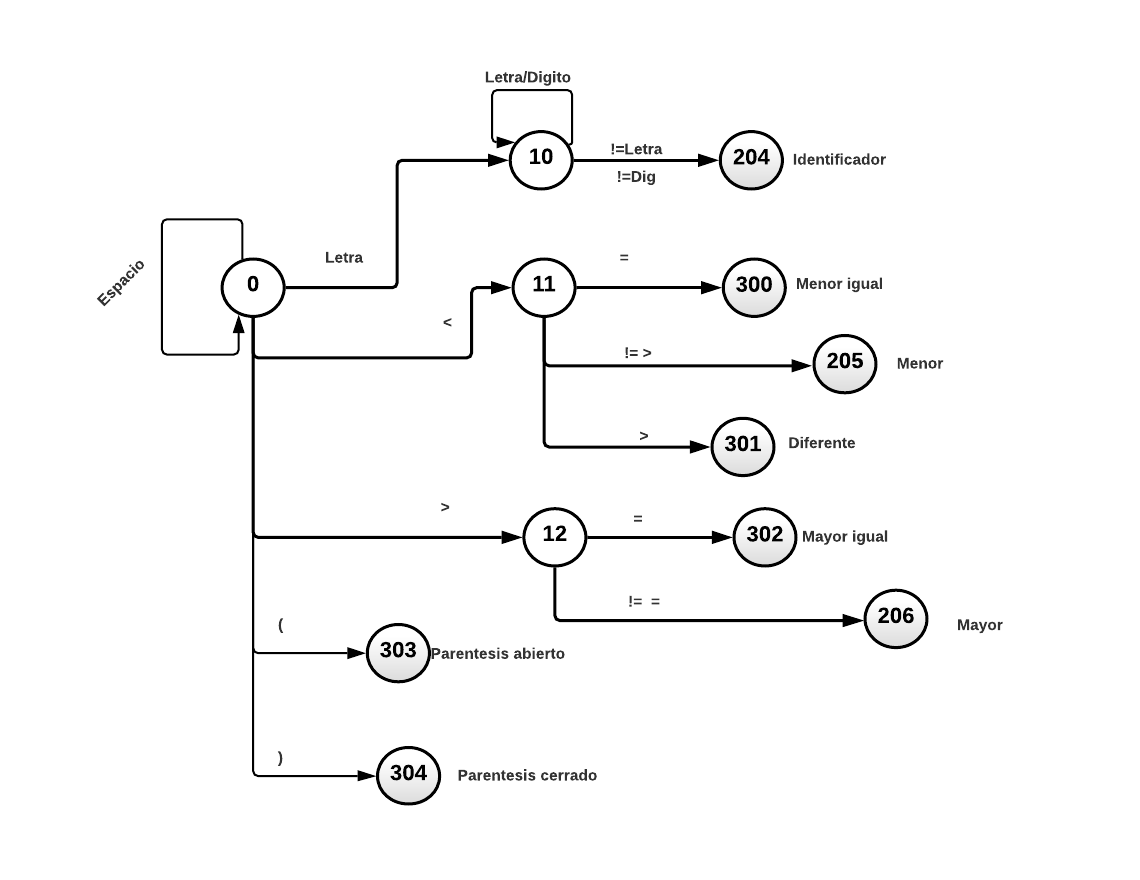 Letra/Digito
10
!=Letra
!=Dig
204
Identificador
Espacio
0
Letra
<
11
=
300
Menor igual
!= >
205
Menor
>
301
Diferente
>
12
=
302
Mayor igual
!= =
206
Mayor
(
303
Parentesis abierto
)
304
Parentesis cerrado